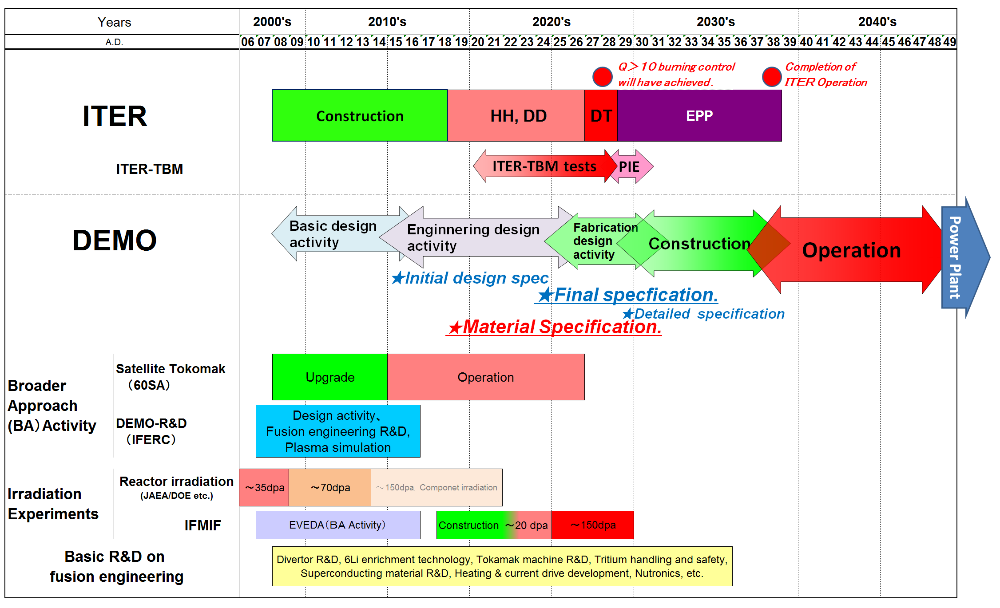 Years
2000's 2010's 2020's 2030's 2040's
A.D.
06 07 08 09 10 11 12 13 14 15 16 17 18 19 20 21 22 23 24 25 26 27 28 29 30 31 32 33 34 35 36 37 38 39 40 41 42 43 44 45 46 47 48 49
Q＞10 burning control
will have achieved.
Completion of
ITER Operation
ITER
Construction
HH, DD
DT
EPP
ITER-TBM
ITER-TBM tests
PIE
DEMO
Basic design
activity
Enginnering design
activity
Fabrication
design
activity
Construction
Operation
Power Plant
★Initial design spec
★Final specfication.
★Detailed specification
★Material Specification.
Broader
Approach
(BA）Activity
Satellite Tokomak
（60SA）
Upgrade
Operation
DEMO-R&D
（IFERC）
Design activity、
Fusion engineering R&D,
Plasma simulation
Irradiation
Experiments
Reactor irradiation
(JAEA/DOE etc.)
～35dpa
～70dpa
～150dpa、Componet irradiation
IFMIF
EVEDA（BA Activity）
Construction
～20 dpa
～150dpa
Basic R&D on
fusion engineering
Divertor R&D, 6Li enrichment technology, Tokamak machine R&D, Tritium handling and safety,
Superconducting material R&D, Heating & current drive development, Nutronics, etc.